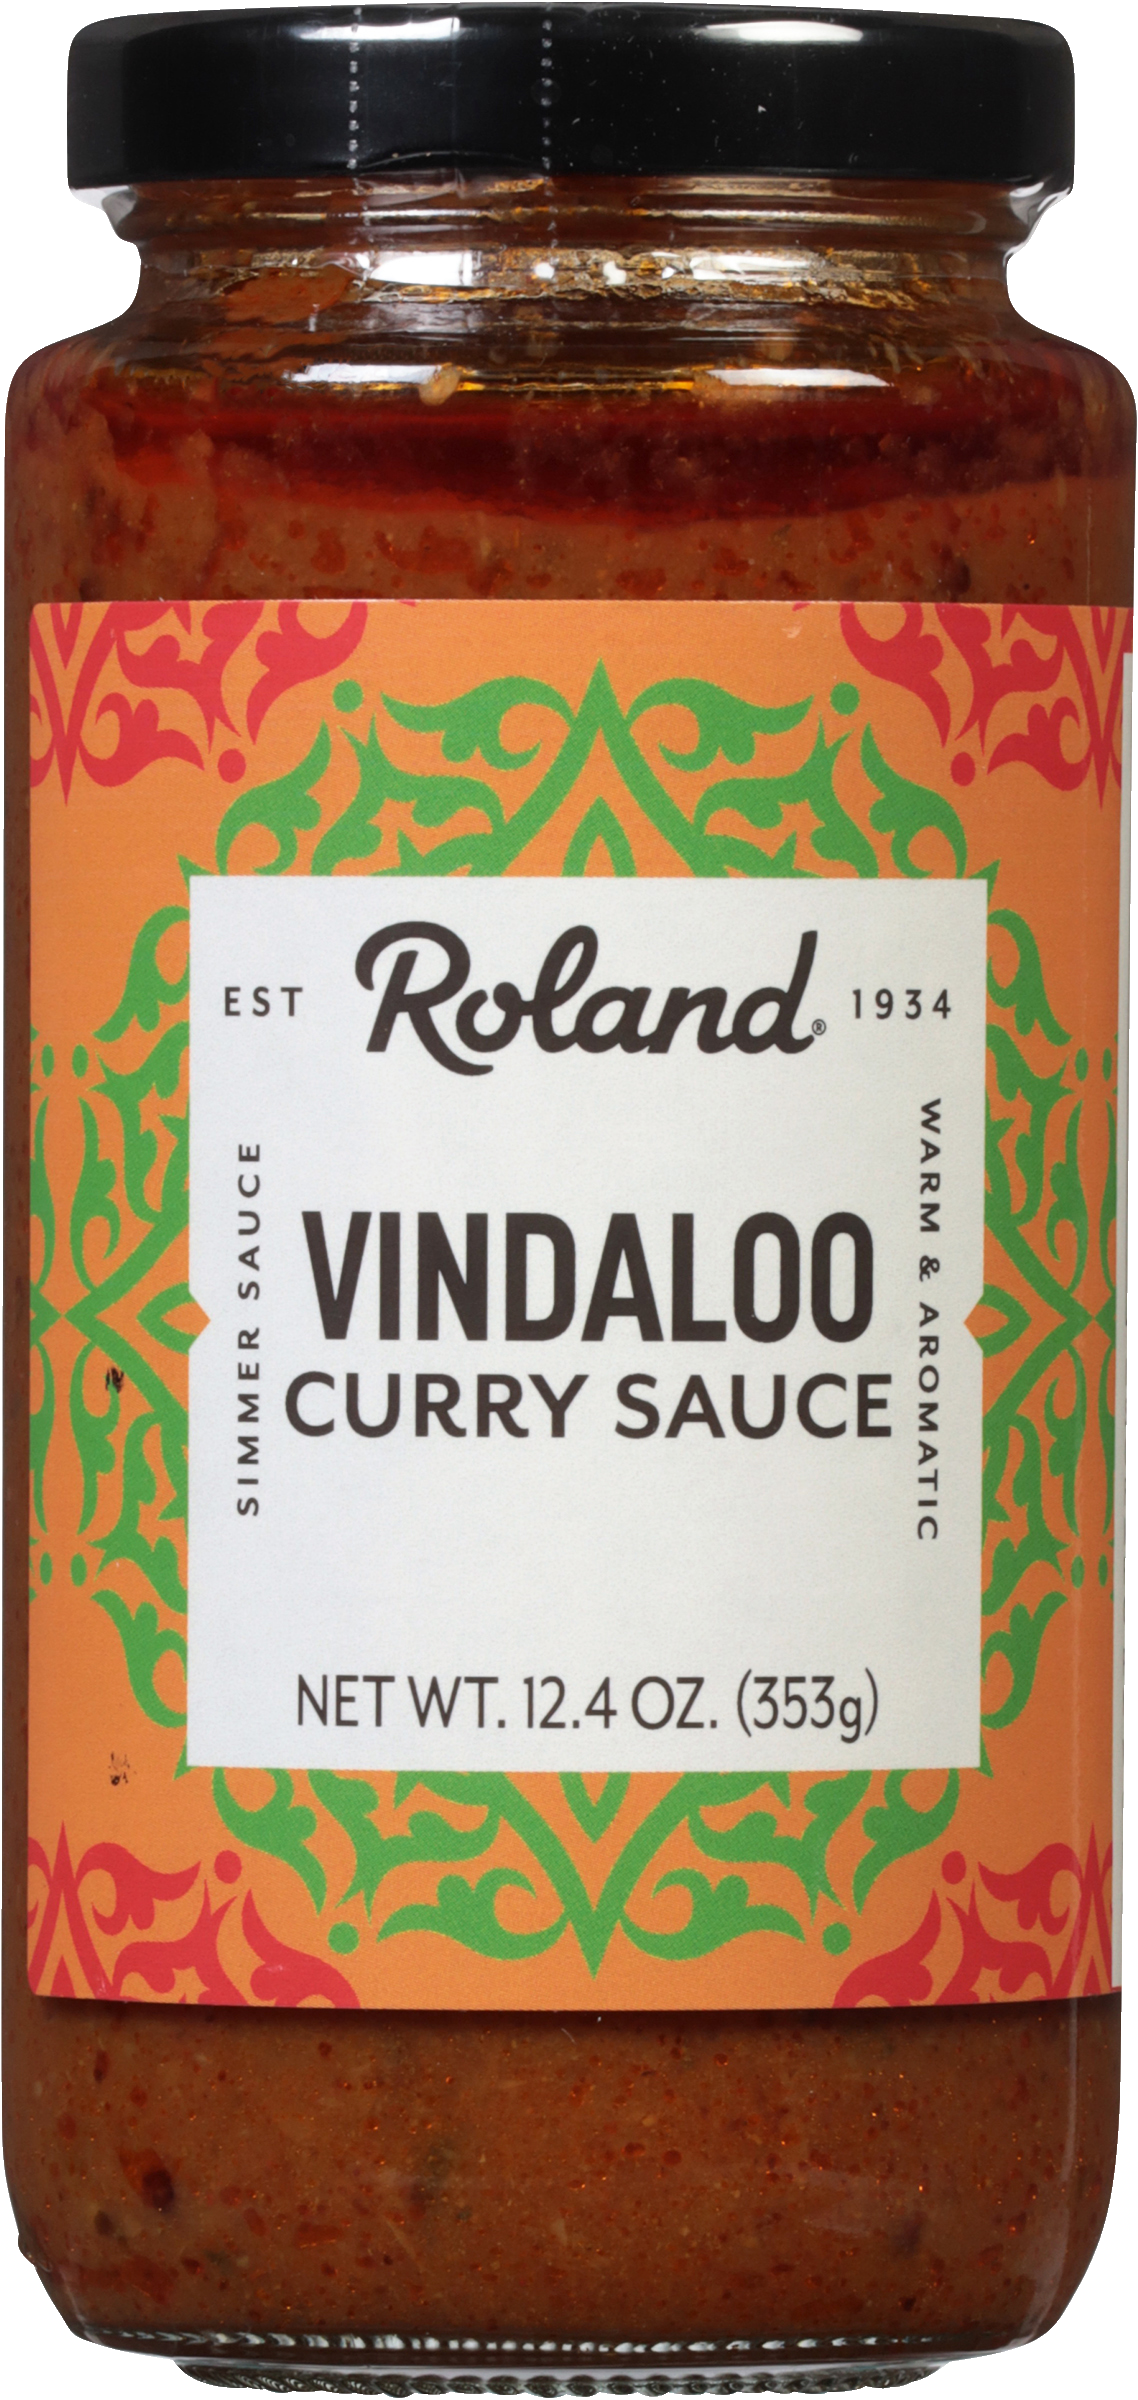 EST Roland® 1934
SIMMER SAUCE
WARM & AROMATIC
VINDALOO
CURRY SAUCE
NET WT. 12.4 OZ. (353g)